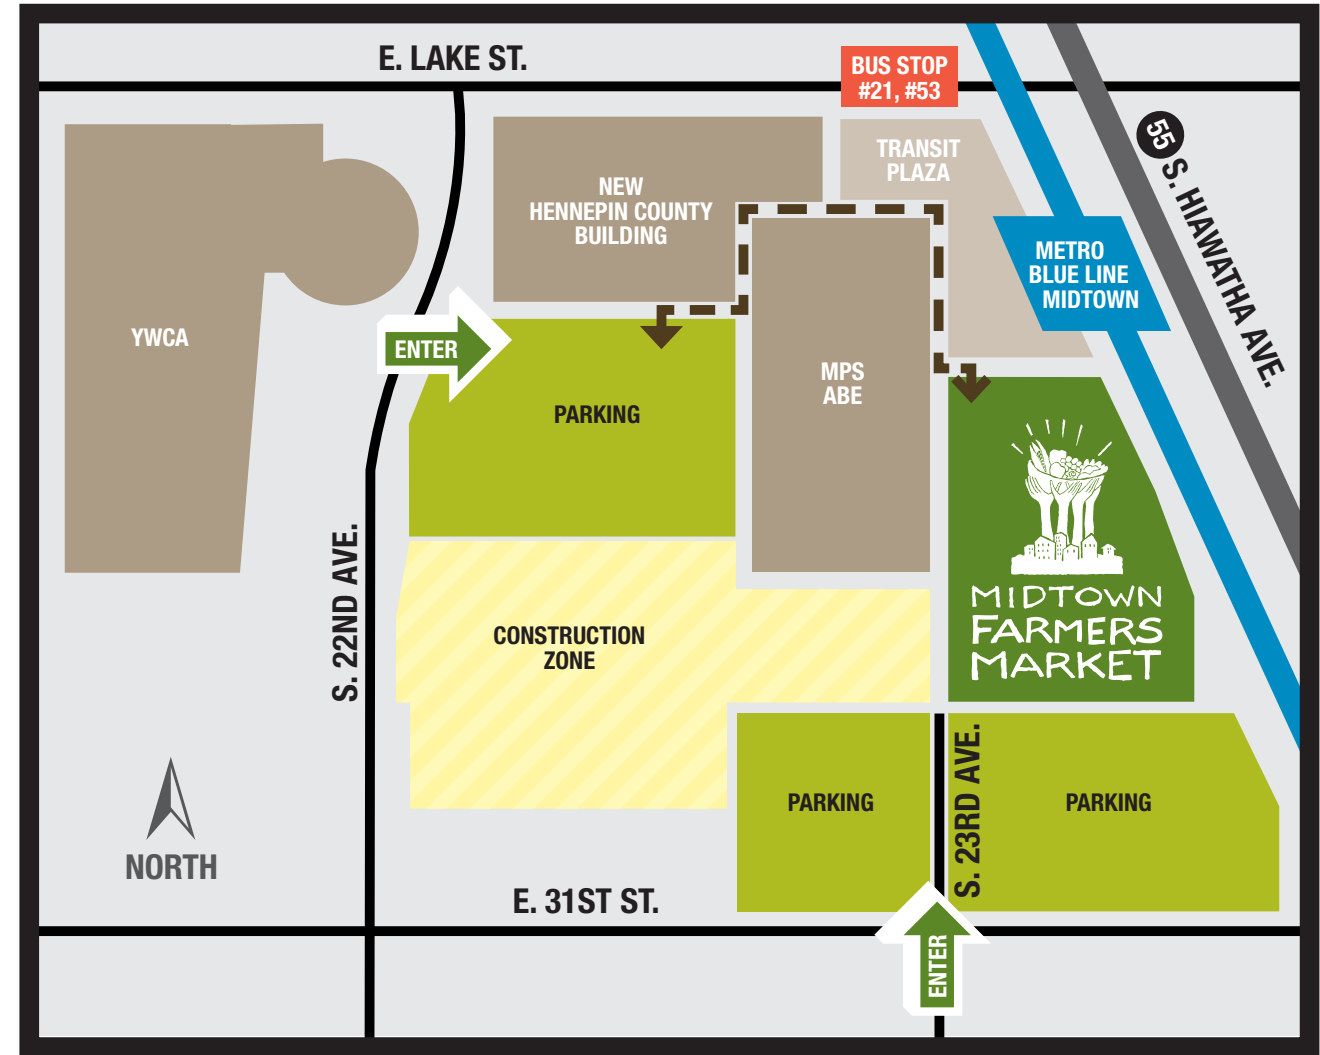 E. LAKE ST.
BUS STOP
#21, #53
55
S. HIAWATHA AVE.
TRANSIT
PLAZA
NEW
HENNEPIN COUNTY
BUILDING
METRO
BLUE LINE
MIDTOWN
YWCA
ENTER
MPS
ABE
PARKING
MIDTOWN
FARMERS
MARKET
S. 22ND AVE.
CONSTRUCTION
ZONE
PARKING
S. 23RD AVE.
PARKING
NORTH
E. 31ST ST.
ENTER